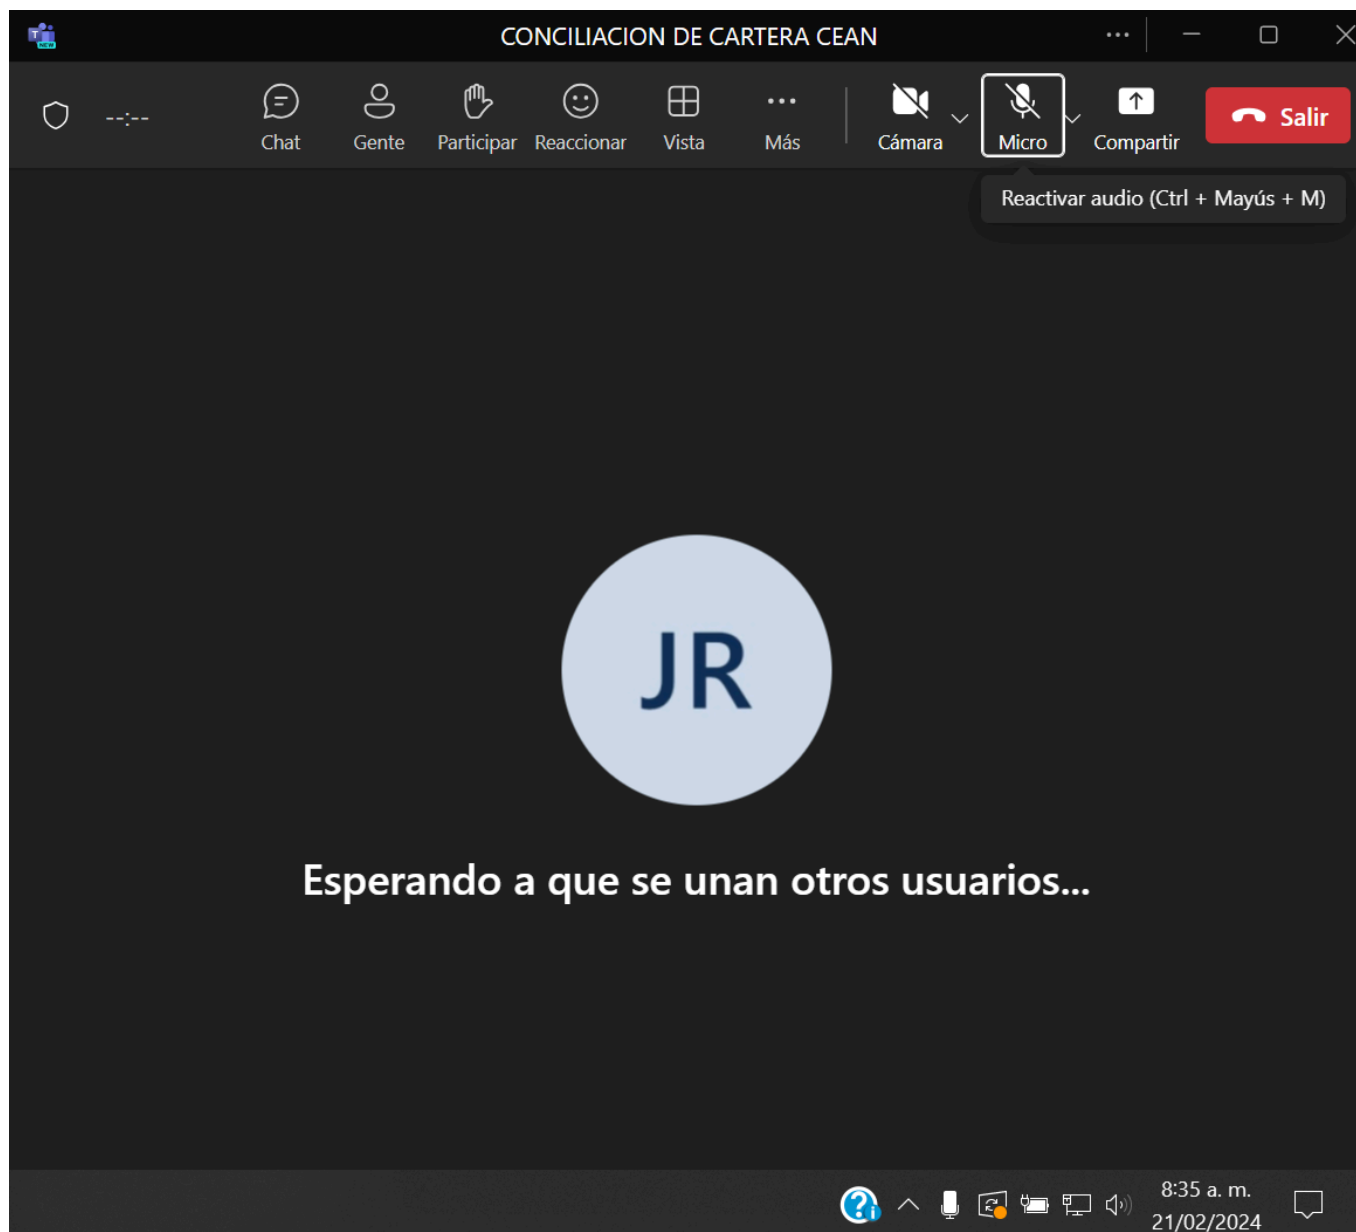 CONCILIACION DE CARTERA CEAN
--:--
Chat
Gente
Participar
Reaccionar
Vista
Más
Cámara
Micro
Compartir
Salir
Reactivar audio (Ctrl + Mayús + M)
JR
Esperando a que se unan otros usuarios...
8:35 a. m.
21/02/2024